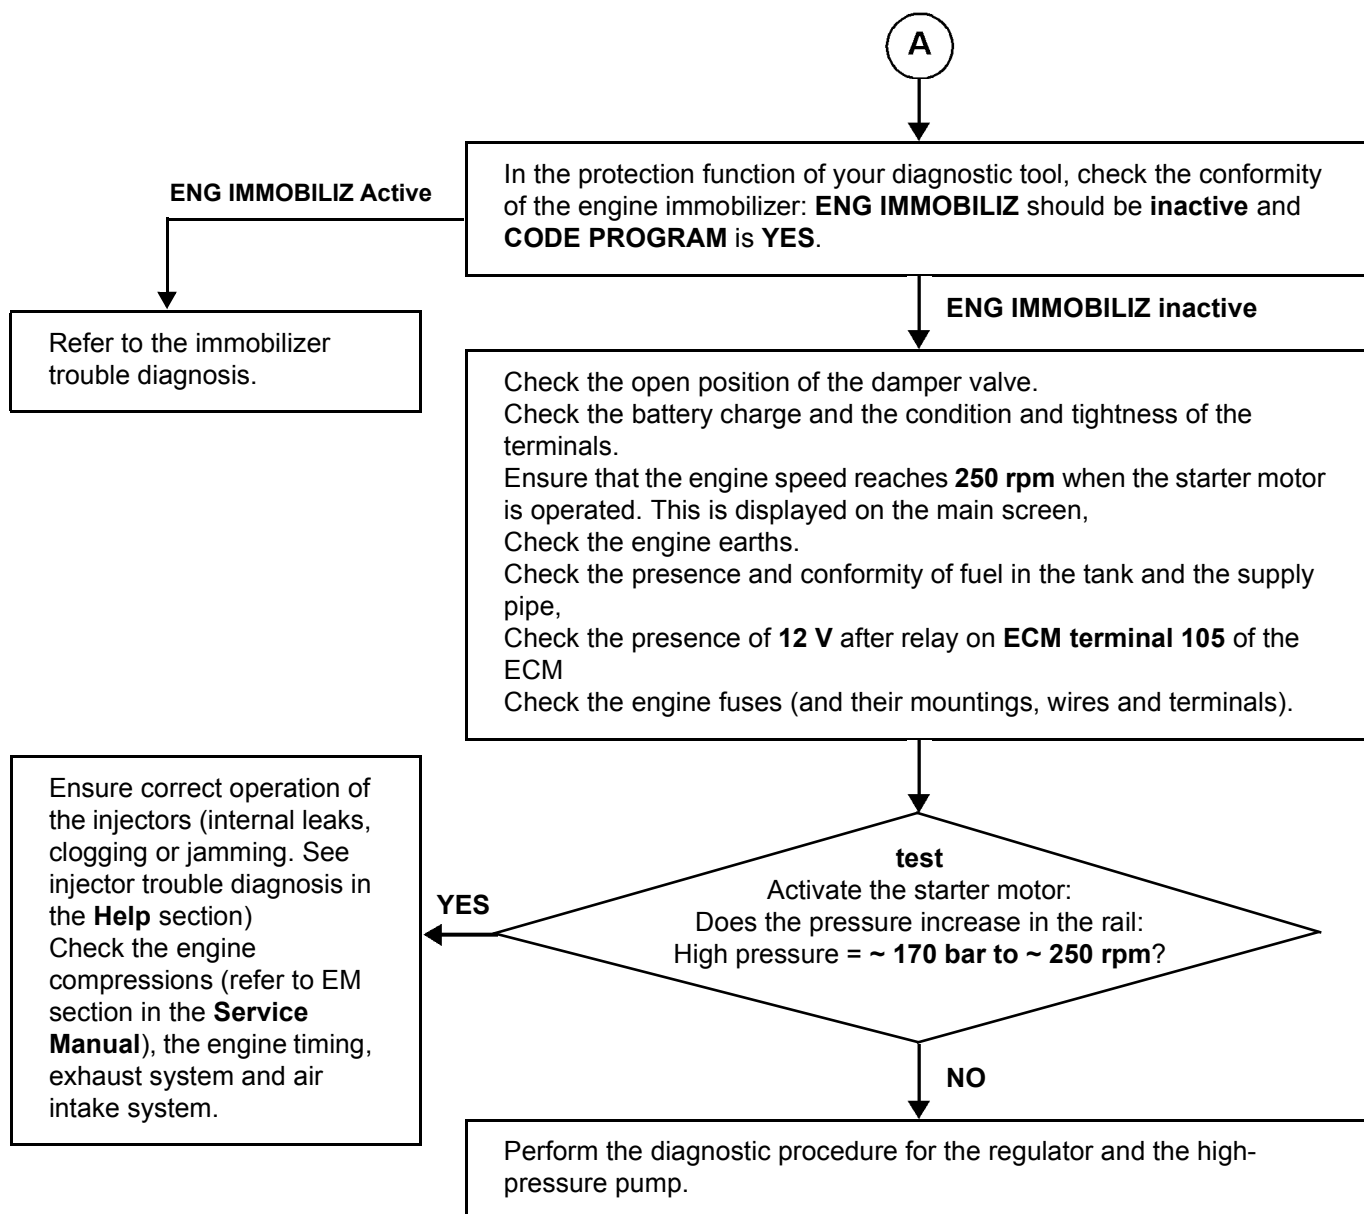 A
In the protection function of your diagnostic tool, check the conformity
of the engine immobilizer: ENG IMMOBILIZ should be inactive and
CODE PROGRAM is YES.
ENG IMMOBILIZ Active
Refer to the immobilizer
trouble diagnosis.
ENG IMMOBILIZ inactive
Check the open position of the damper valve.
Check the battery charge and the condition and tightness of the
terminals.
Ensure that the engine speed reaches 250 rpm when the starter motor
is operated. This is displayed on the main screen,
Check the engine earths.
Check the presence and conformity of fuel in the tank and the supply
pipe,
Check the presence of 12 V after relay on ECM terminal 105 of the
ECM
Check the engine fuses (and their mountings, wires and terminals).
test
Activate the starter motor:
Does the pressure increase in the rail:
High pressure = ~ 170 bar to ~ 250 rpm?
YES
Ensure correct operation of
the injectors (internal leaks,
clogging or jamming. See
injector trouble diagnosis in
the Help section)
Check the engine
compressions (refer to EM
section in the Service
Manual), the engine timing,
exhaust system and air
intake system.
NO
Perform the diagnostic procedure for the regulator and the high-
pressure pump.